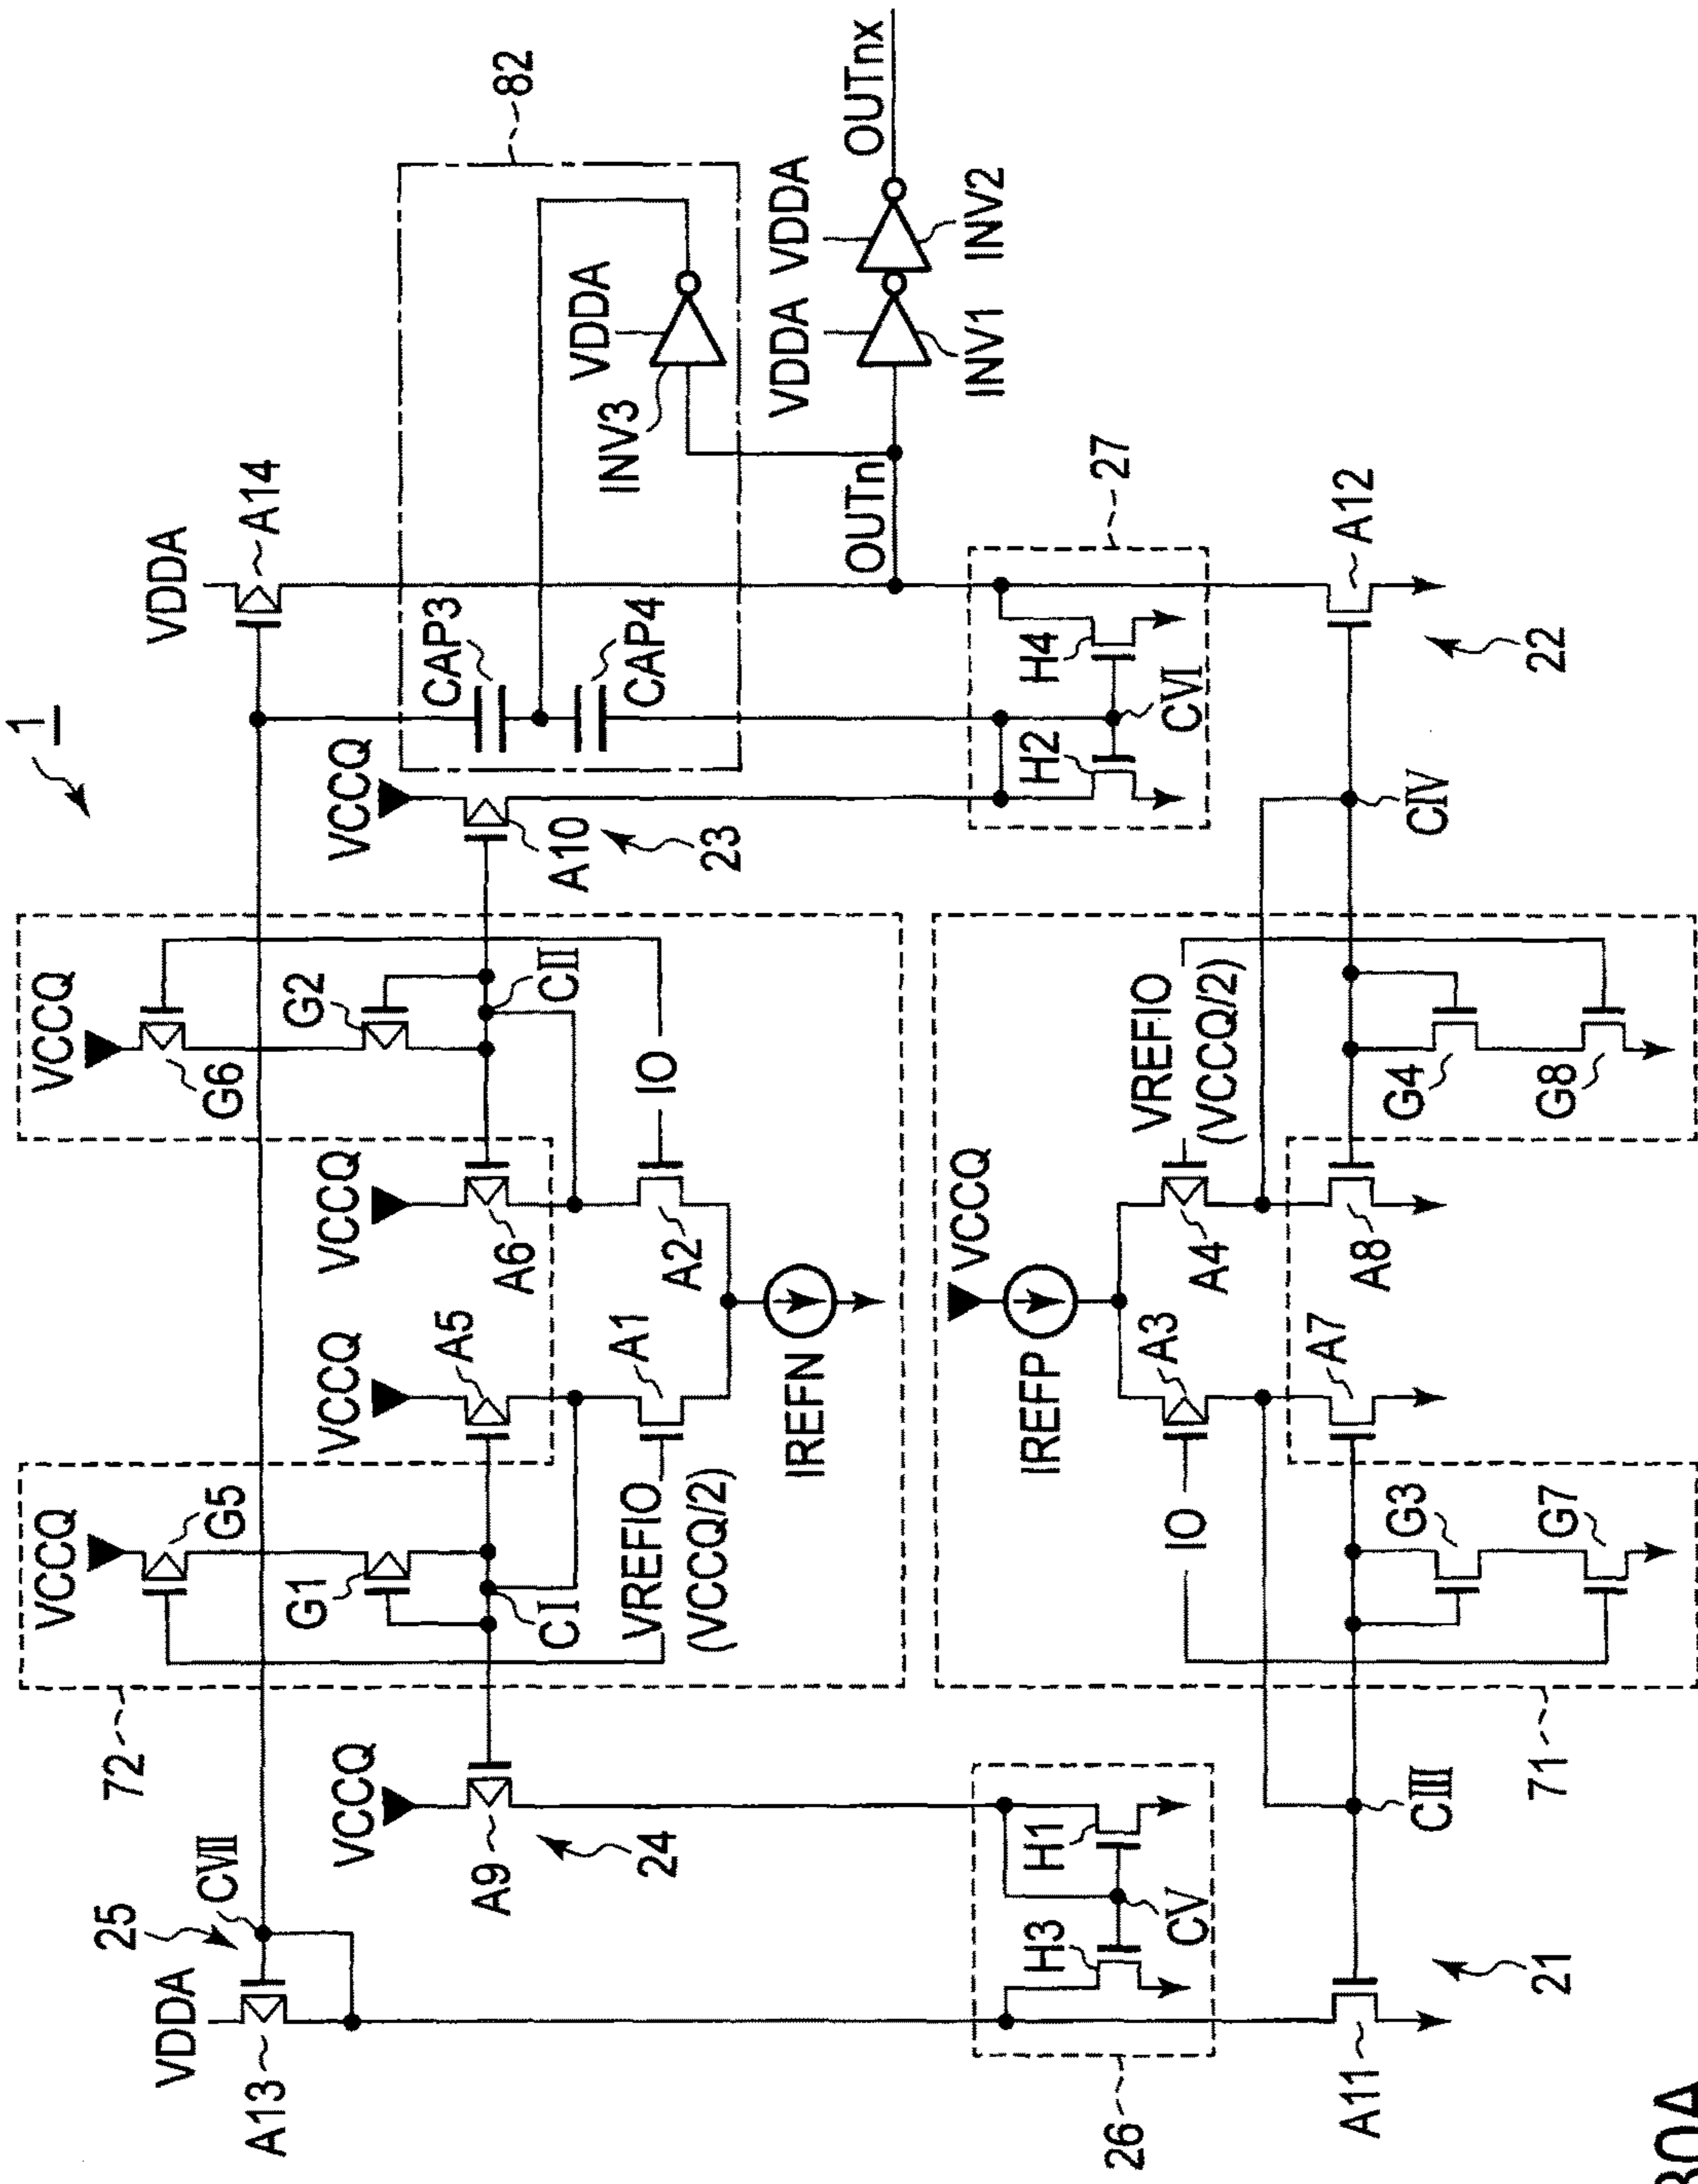 1
VDDA
A14
82
VCCQ
CAP3
CAP4
VDDA
INV3
VDDA
VDDA
OUTn
OUTnx
INV1
INV2
A10
23
27
H2
H4
CVI
A12
22
CIV
VCCQ
G6
G2
CII
IO
VCCQ
A6
A2
VCCQ
A5
A1
IREFN
VCCQ
G5
G1
CI
VREFIO
(VCCQ/2)
72
VCCQ
IREFP
VREFIO
(VCCQ/2)
A4
A8
A3
A7
IO
G4
G8
G3
G7
71
CIII
VCCQ
A9
24
CVII
25
VDDA
A13
H1
H3
CV
26
A11
21
30A